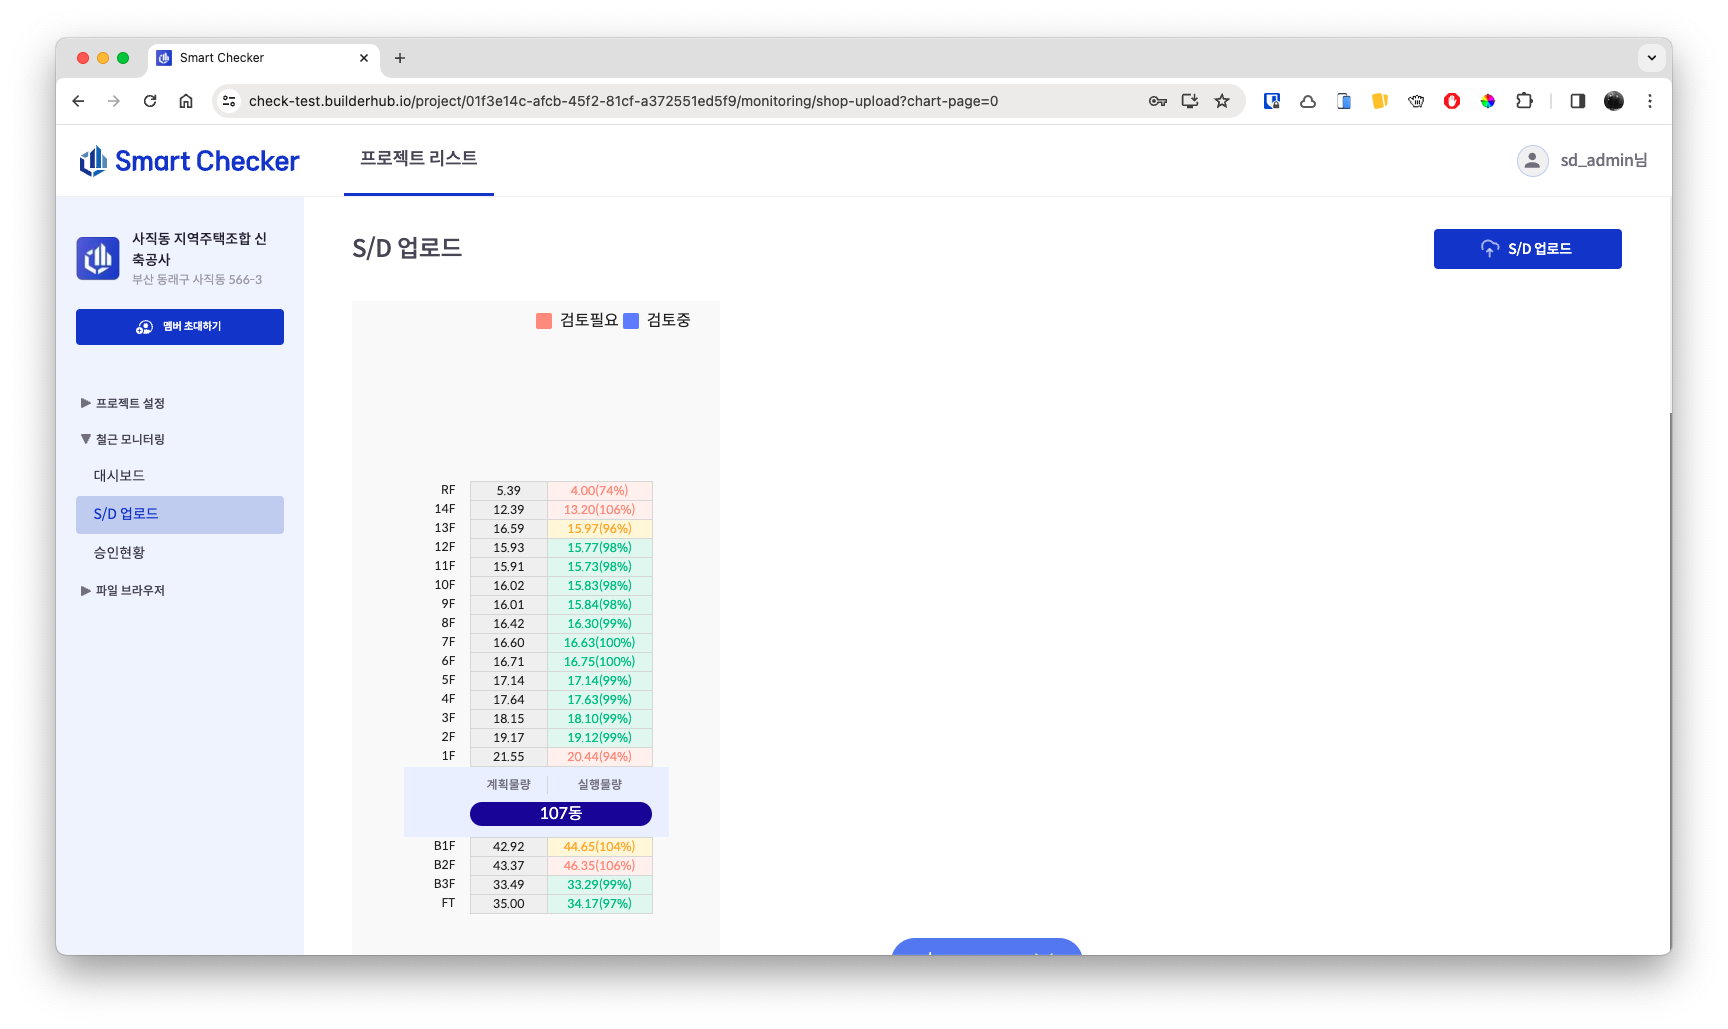 Smart Checker
check-test.builderhub.io/project/01f3e14c-afcb-45f2-81cf-a372551ed5f9/monitoring/shop-upload?chart-page=0
Smart Checker
프로젝트 리스트
sd_admin님
사직동 지역주택조합 신
축공사
부산 동래구 사직동 566-3
멤버 초대하기
프로젝트 설정
철근 모니터링
대시보드
S/D 업로드
승인현황
파일 브라우저
S/D 업로드
S/D 업로드
검토필요 검토중
RF 5.39 4.00(74%)
14F 12.39 13.20(106%)
13F 16.59 15.97(96%)
12F 15.93 15.77(98%)
11F 15.91 15.73(98%)
10F 16.02 15.83(98%)
9F 16.01 15.84(98%)
8F 16.42 16.30(99%)
7F 16.60 16.63(100%)
6F 16.71 16.75(100%)
5F 17.14 17.14(99%)
4F 17.64 17.63(99%)
3F 18.15 18.10(99%)
2F 19.17 19.12(99%)
1F 21.55 20.44(94%)
계획물량 실행물량
107동
B1F 42.92 44.65(104%)
B2F 43.37 46.35(106%)
B3F 33.49 33.29(99%)
FT 35.00 34.17(97%)